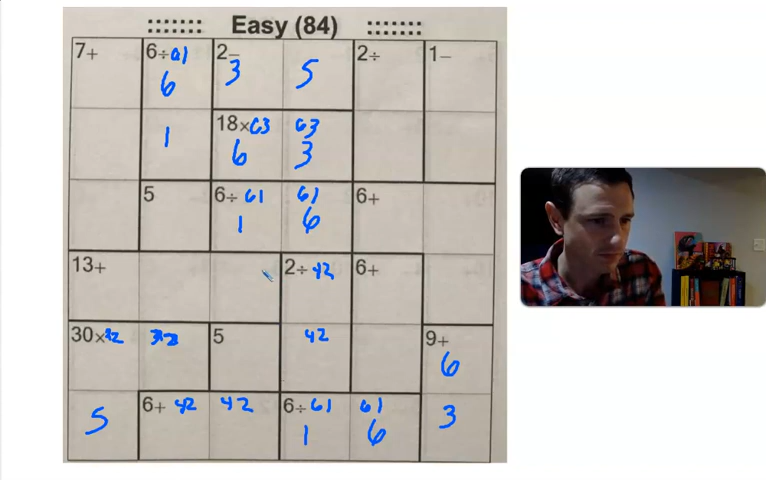 Easy (84)
7+ 6÷ 61 2− 2÷ 1−
6 3 5
18× 63 63
1 6 3
5 6÷ 61 61 6+
1 6
13+ 2÷ 42 6+
30× 5 42 9+
6
6+ 42 42 6÷ 61 61
5 1 6 3